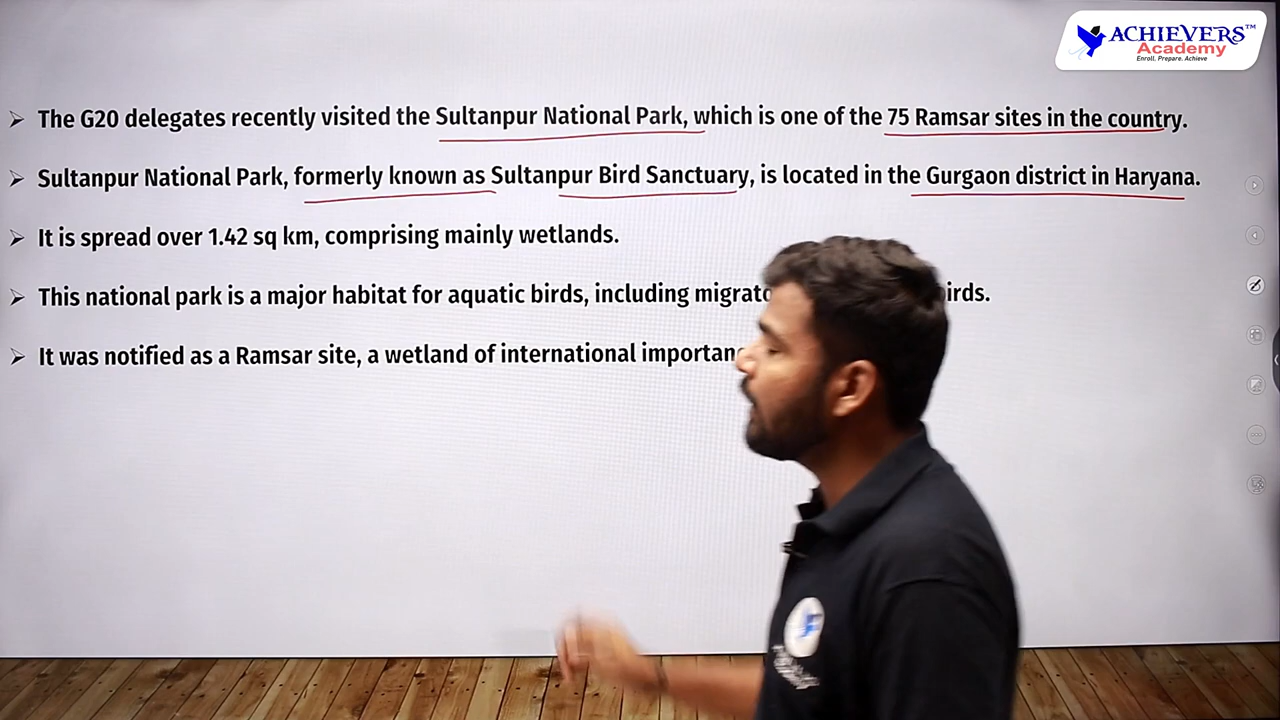 ACHIEVERS™
Academy
Enroll. Prepare. Achieve
➢ The G20 delegates recently visited the Sultanpur National Park, which is one of the 75 Ramsar sites in the country.
➢ Sultanpur National Park, formerly known as Sultanpur Bird Sanctuary, is located in the Gurgaon district in Haryana.
➢ It is spread over 1.42 sq km, comprising mainly wetlands.
➢ This national park is a major habitat for aquatic birds, including
➢ It was notified as a Ramsar site, a wetland of international